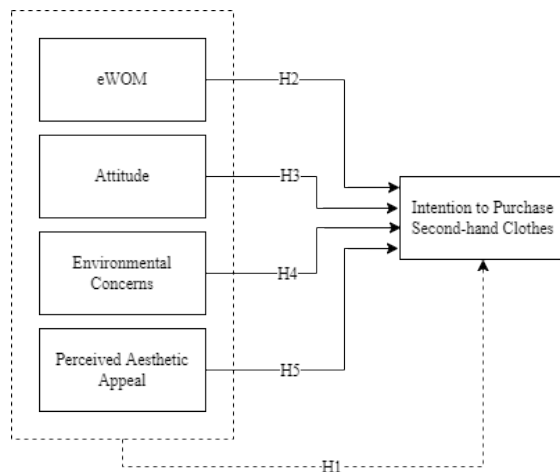 eWOM
H2
Attitude
H3
Intention to Purchase
Second-hand Clothes
Environmental
Concerns
H4
Perceived Aesthetic
Appeal
H5
H1